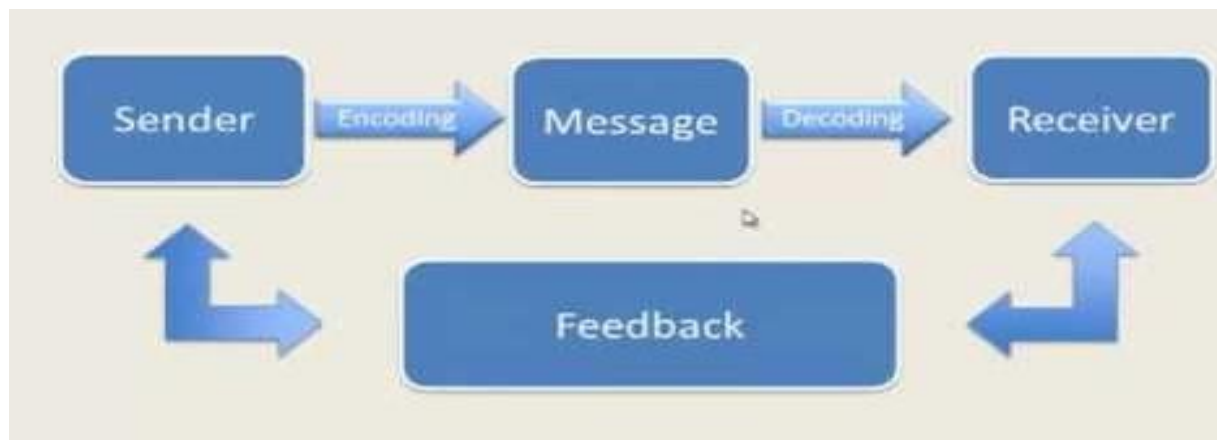 Sender
Encoding
Message
Decoding
Receiver
Feedback